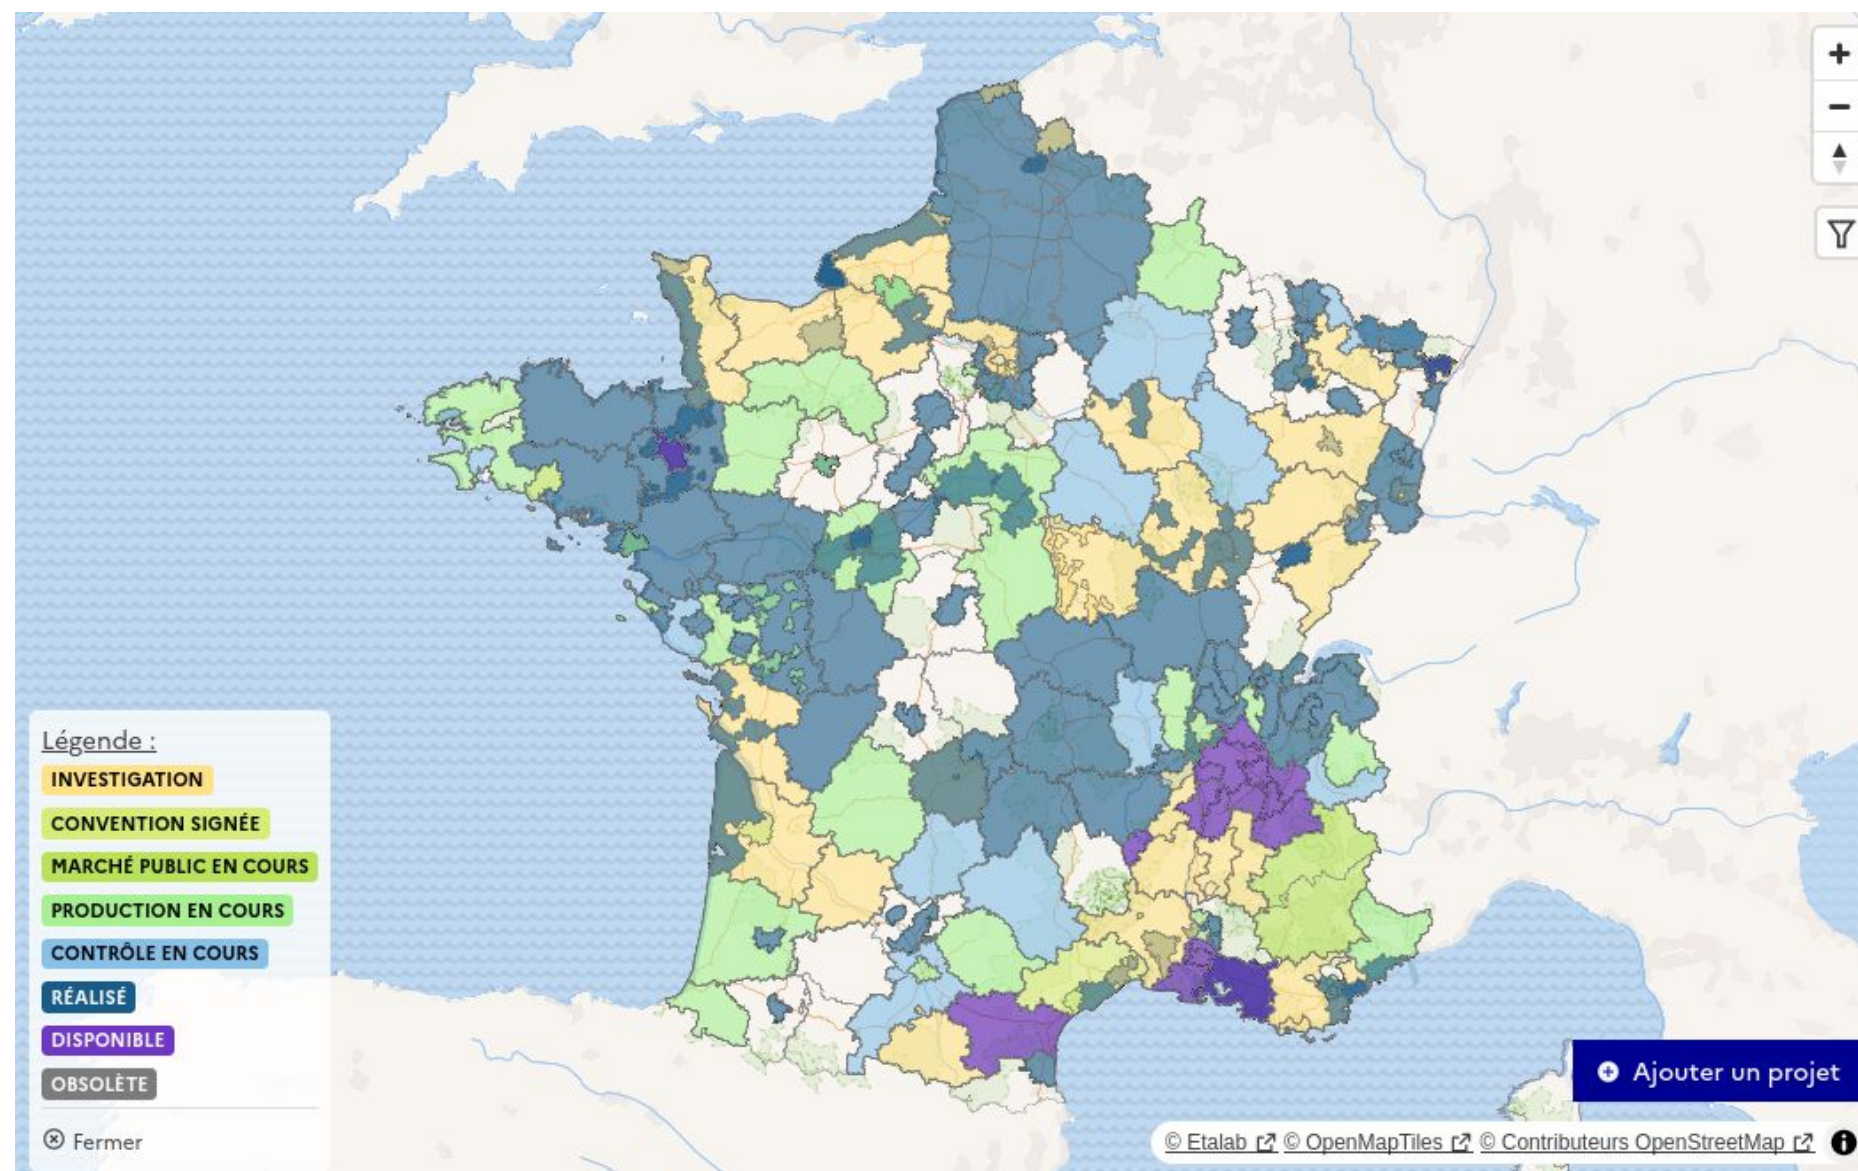 Légende :
INVESTIGATION
CONVENTION SIGNÉE
MARCHÉ PUBLIC EN COURS
PRODUCTION EN COURS
CONTRÔLE EN COURS
RÉALISÉ
DISPONIBLE
OBSOLÈTE
Fermer
Ajouter un projet
© Etalab © OpenMapTiles © Contributeurs OpenStreetMap